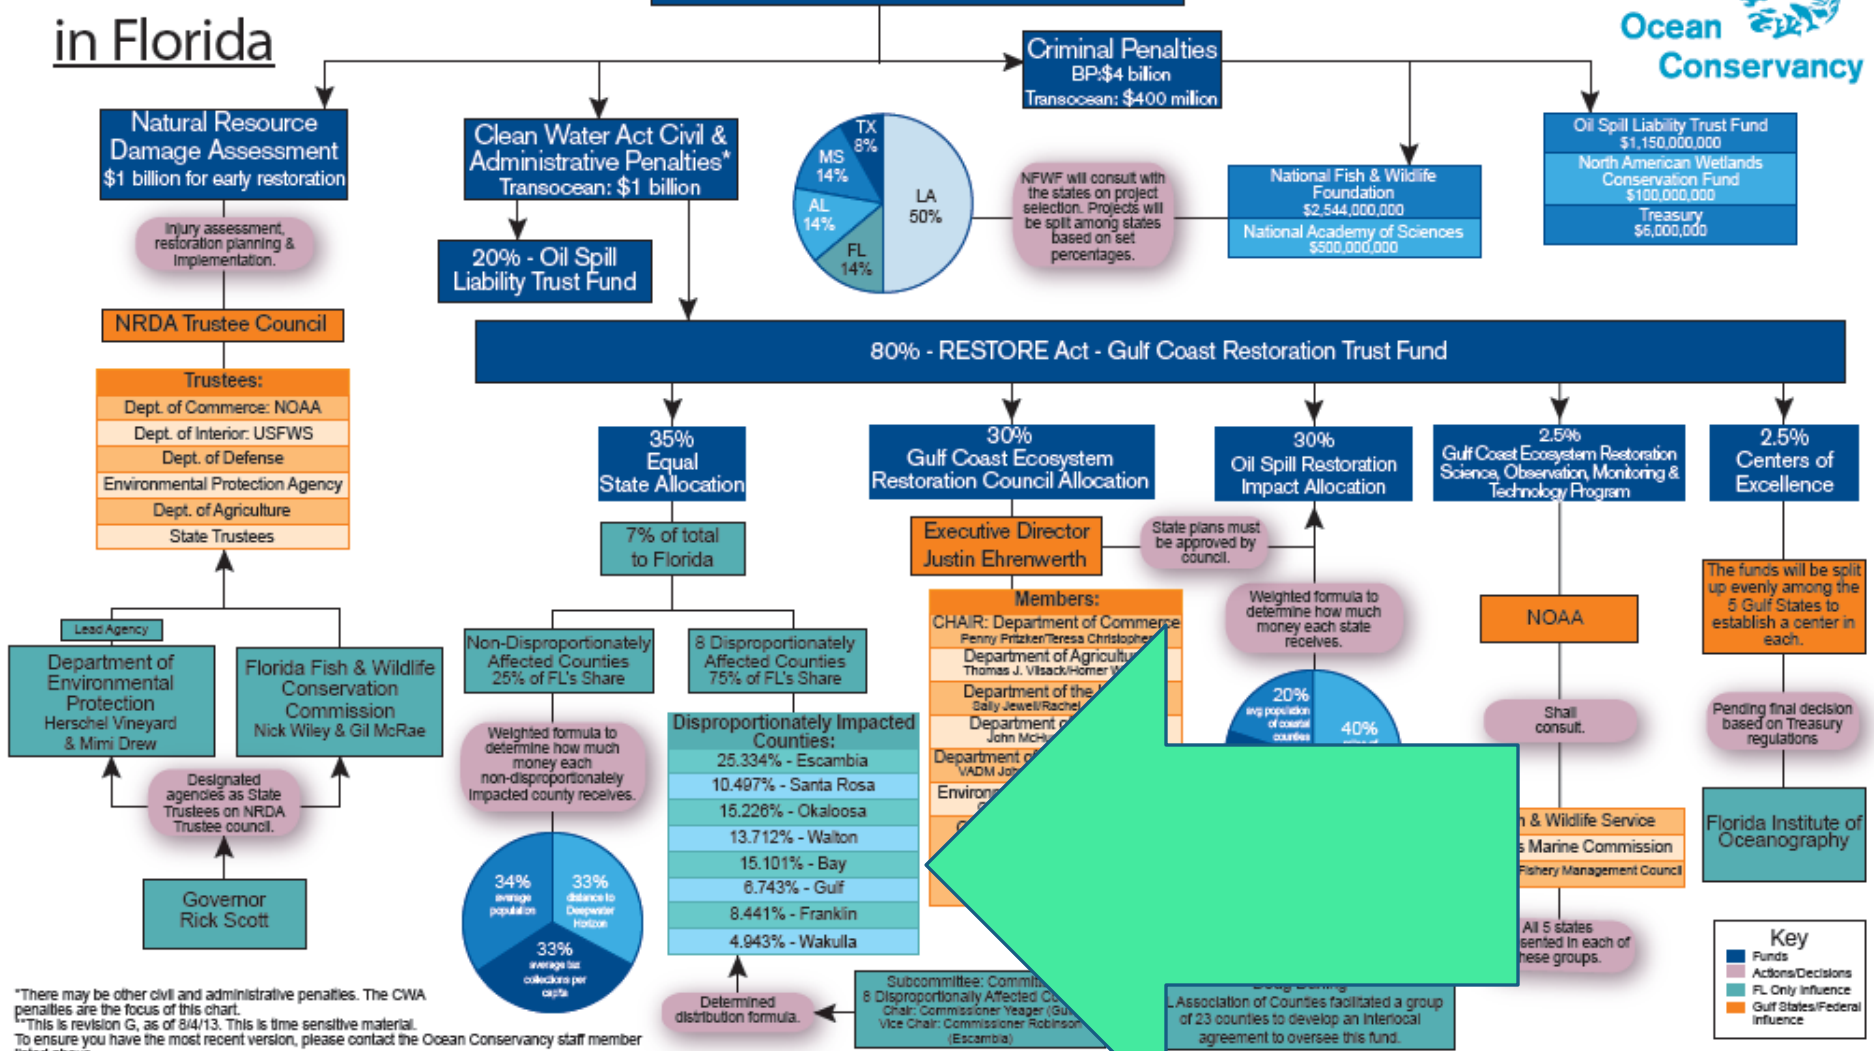 in Florida
Ocean
Conservancy
Criminal Penalties
BP:$4 billion
Transocean: $400 million
Natural Resource
Damage Assessment
$1 billion for early restoration
Clean Water Act Civil &
Administrative Penalties*
Transocean: $1 billion
TX
8%
MS
14%
AL
14%
FL
14%
LA
50%
NFWF will consult with
the states on project
selection. Projects will
be split among states
based on set
percentages.
National Fish & Wildlife
Foundation
$2,544,000,000
National Academy of Sciences
$500,000,000
Oil Spill Liability Trust Fund
$1,150,000,000
North American Wetlands
Conservation Fund
$100,000,000
Treasury
$6,000,000
Injury assessment,
restoration planning &
implementation.
20% - Oil Spill
Liability Trust Fund
NRDA Trustee Council
80% - RESTORE Act - Gulf Coast Restoration Trust Fund
Trustees:
Dept. of Commerce: NOAA
Dept. of Interior: USFWS
Dept. of Defense
Environmental Protection Agency
Dept. of Agriculture
State Trustees
35%
Equal
State Allocation
30%
Gulf Coast Ecosystem
Restoration Council Allocation
30%
Oil Spill Restoration
Impact Allocation
2.5%
Gulf Coast Ecosystem Restoration
Science, Observation, Monitoring &
Technology Program
2.5%
Centers of
Excellence
7% of total
to Florida
Executive Director
Justin Ehrenwerth
State plans must
be approved by
council.
Weighted formula to
determine how much
money each state
receives.
NOAA
The funds will be split
up evenly among the
5 Gulf States to
establish a center in
each.
Lead Agency
Department of
Environmental
Protection
Herschel Vineyard
& Mimi Drew
Florida Fish & Wildlife
Conservation
Commission
Nick Wiley & Gil McRae
Non-Disproportionately
Affected Counties
25% of FL's Share
8 Disproportionately
Affected Counties
75% of FL's Share
Members:
CHAIR: Department of Commerce
Penny Pritzker/Teresa Christopher
Department of
Thomas J. Vilsack/Homer
Department of the
Sally Jewell/Rachel
Department
John
Department of
VADM
20%
avg population
of coastal
counties
40%
Shall
consult.
Pending final decision
based on Treasury
regulations
Designated
agencies as State
Trustees on NRDA
Trustee council.
Weighted formula to
determine how much
money each
non-disproportionately
impacted county receives.
Disproportionately Impacted
Counties:
25.334% - Escambia
10.497% - Santa Rosa
15.226% - Okaloosa
13.712% - Walton
15.101% - Bay
6.743% - Gulf
8.441% - Franklin
4.943% - Wakulla
& Wildlife Service
Marine Commission
Fishery Management Council
Florida Institute of
Oceanography
Governor
Rick Scott
34%
average
population
33%
distance to
Deepwater
Horizon
33%
average tax
collections per
capita
All 5 states
in each of
groups.
Key
Funds
Actions/Decisions
FL Only Influence
Gulf States/Federal
Influence
Determined
distribution formula.
Subcommittee:
8 Disproportionally Affected
Chair: Commissioner Yeager
Vice Chair: Commissioner Robinson
(Escambia)
Association of Counties facilitated a group
of 23 counties to develop an interlocal
agreement to oversee this fund.
*There may be other civil and administrative penalties. The CWA
penalties are the focus of this chart.
**This is revision G, as of 8/4/13. This is time sensitive material.
To ensure you have the most recent version, please contact the Ocean Conservancy staff member